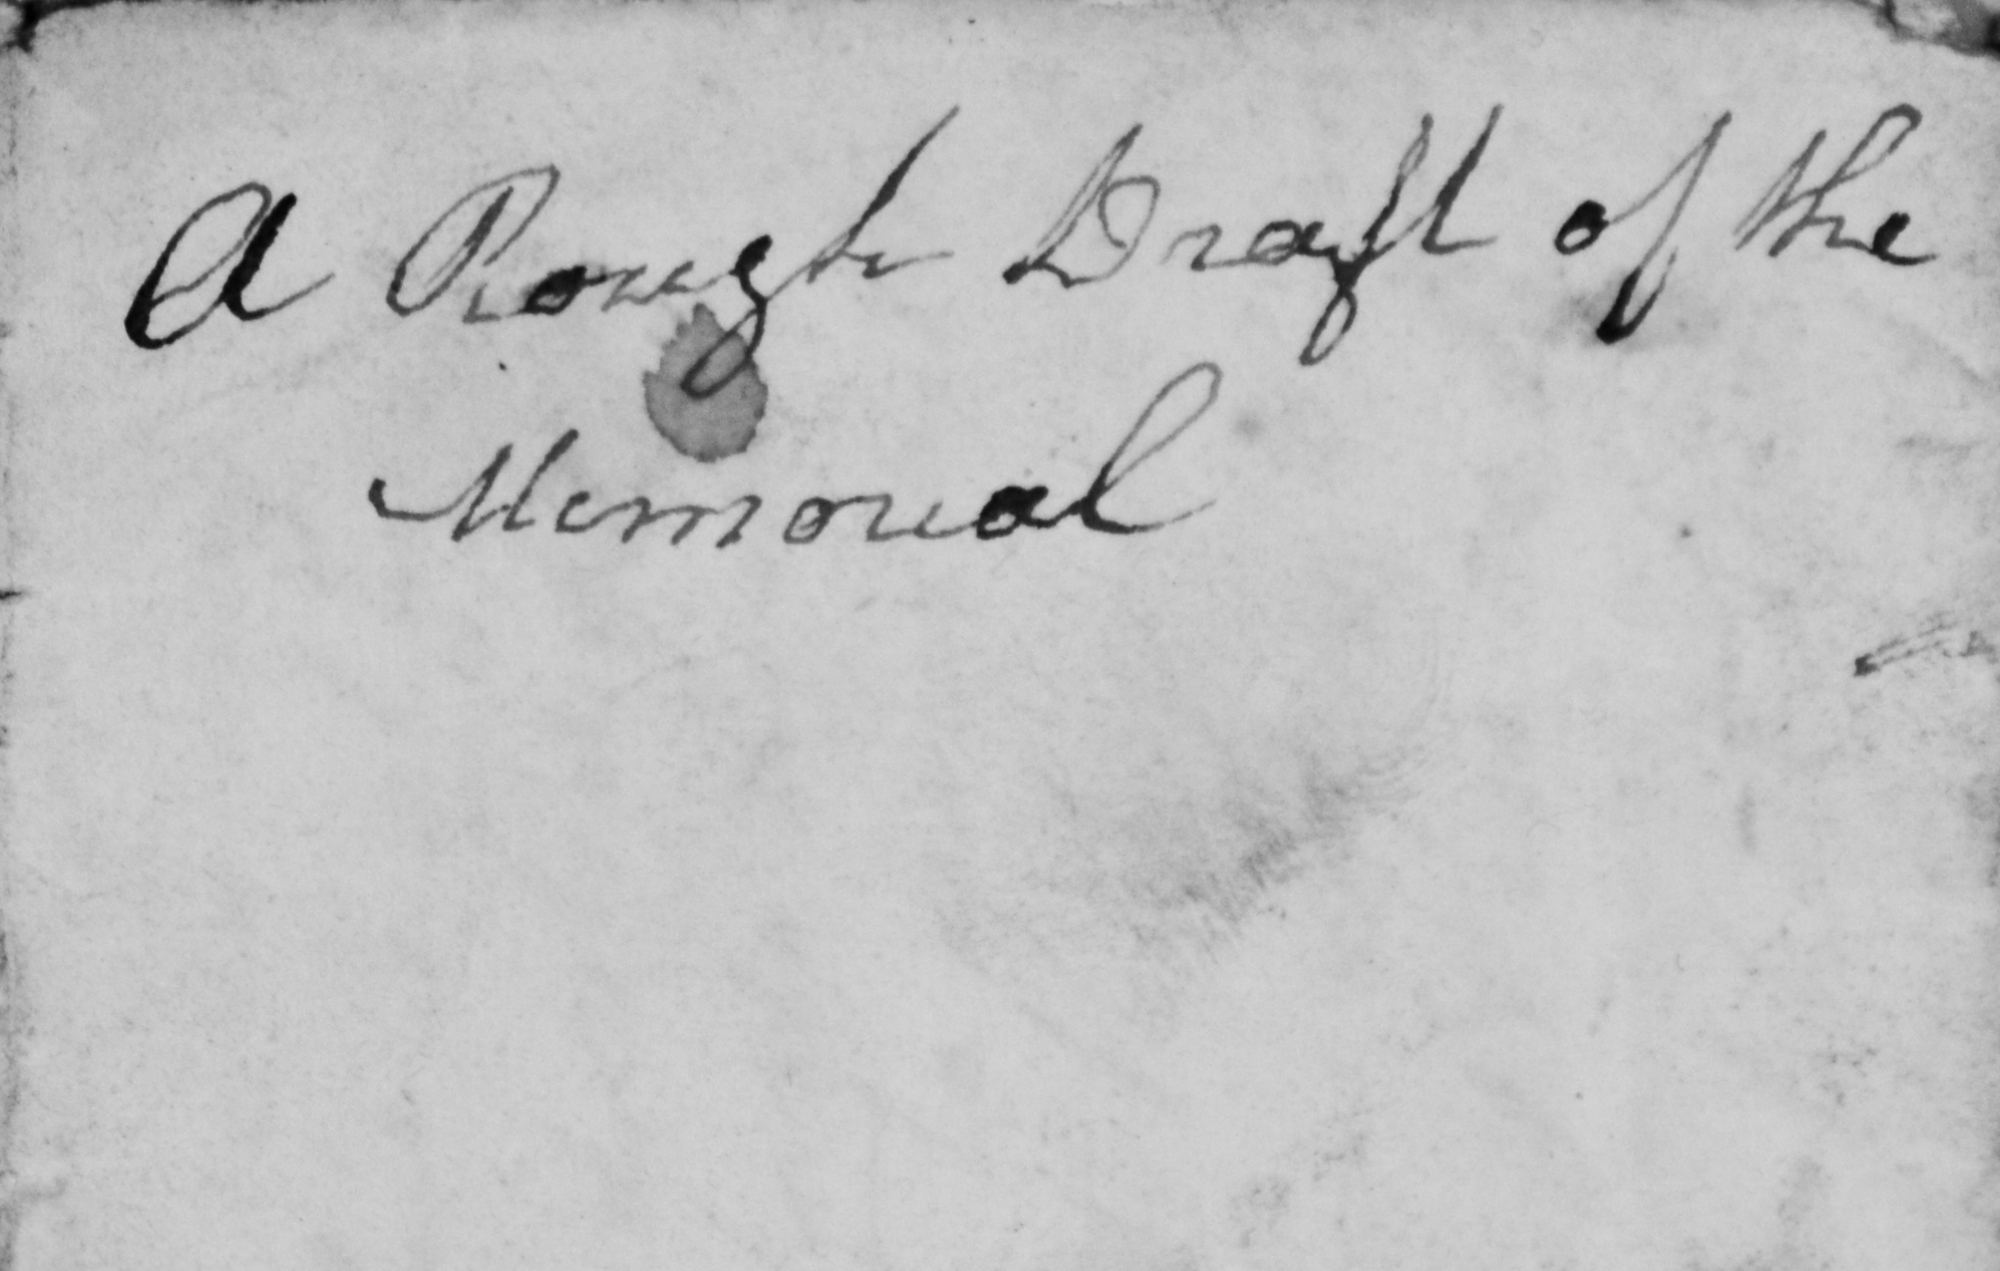 A Rough Draft of the
Memorial